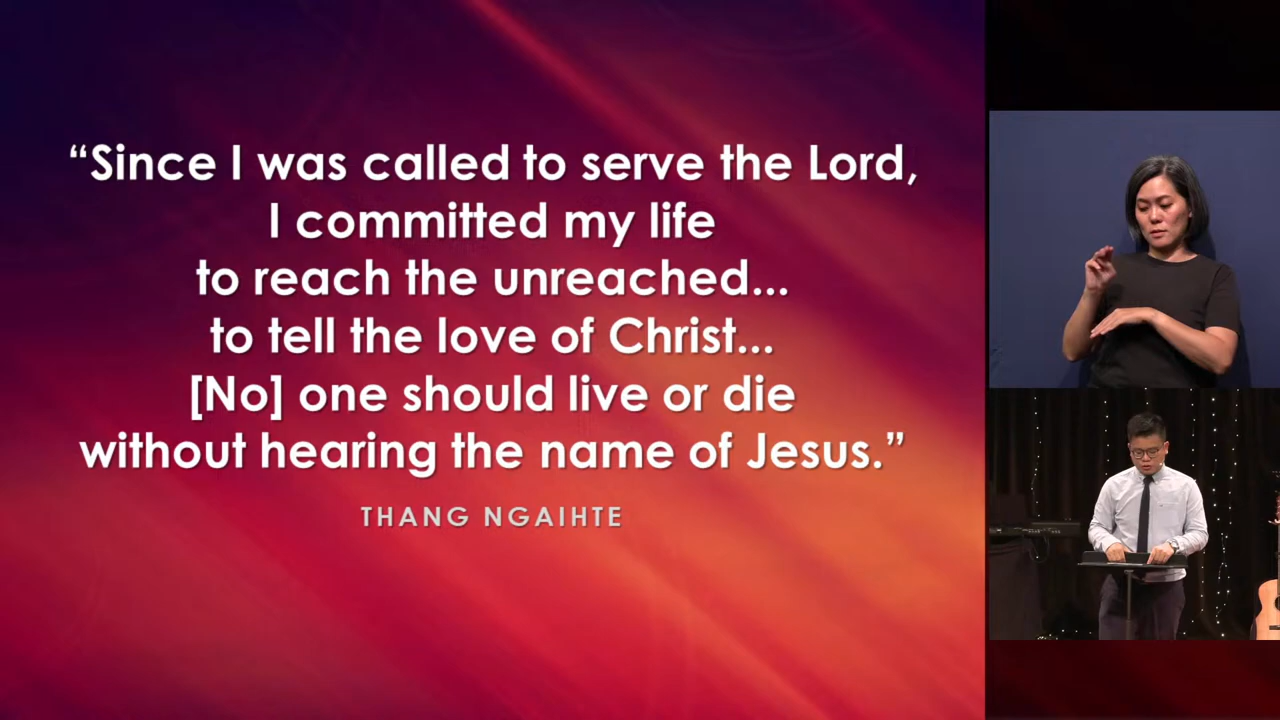 “Since I was called to serve the Lord,
I committed my life
to reach the unreached...
to tell the love of Christ...
[No] one should live or die
without hearing the name of Jesus.”
THANG NGAIHTE